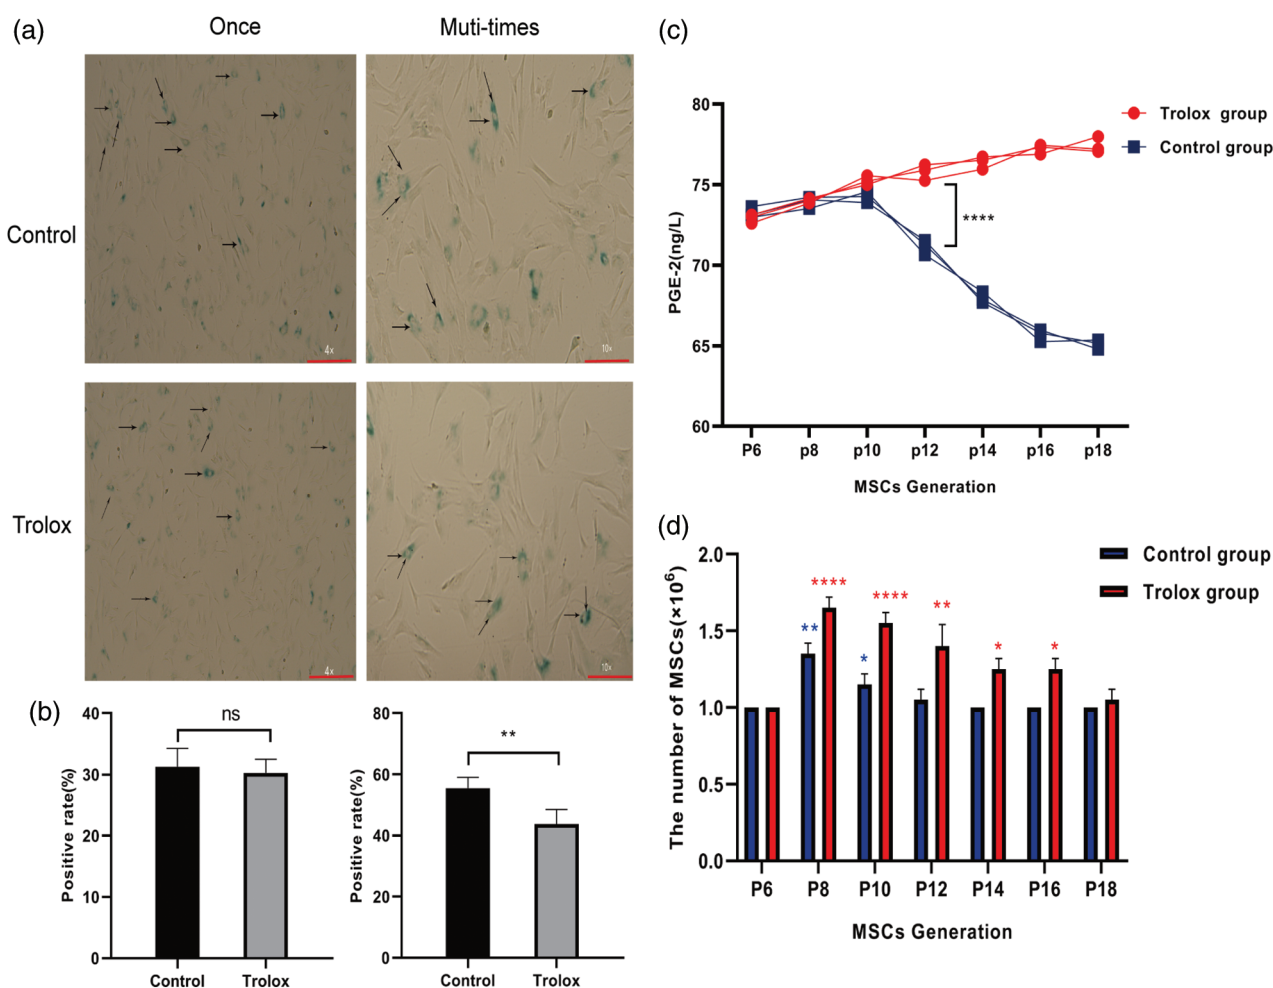 (a)
Once
Muti-times
Control
4x
10x
Trolox
4x
10x
(b)
40
30
20
10
0
Positive rate(%)
ns
Control
Trolox
80
60
40
20
0
Positive rate(%)
**
Control
Trolox
(c)
80
75
70
65
60
PGE-2(ng/L)
Trolox group
Control group
****
P6 p8 p10 p12 p14 p16 p18
MSCs Generation
(d)
2.0
1.5
1.0
0.5
0.0
The number of MSCs(×10⁶)
Control group
Trolox group
** **** * **** ** * *
P6 P8 P10 P12 P14 P16 P18
MSCs Generation